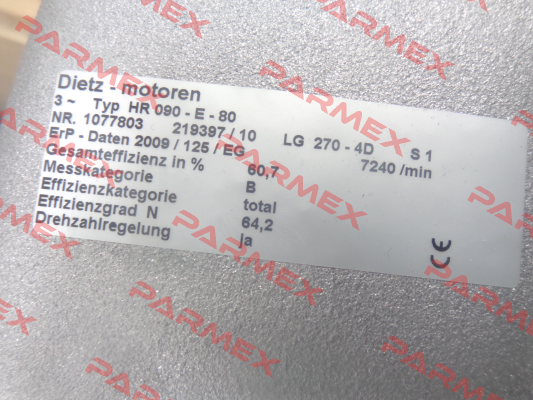 Dietz - motoren
3 ~ Typ HR 090 - E - 80 LG 270 - 4D S 1
NR. 1077803 219397 / 10 7240 /min
ErP - Daten 2009 / 125 / EG
Gesamteffizienz in % 60,7
Messkategorie B
Effizienzkategorie total
Effizienzgrad N 64,2
Drehzahlregelung ja
CE
PARMEX
PARMEX
PARMEX
PARMEX
PARMEX
PARMEX
PARMEX
PARMEX
PARMEX